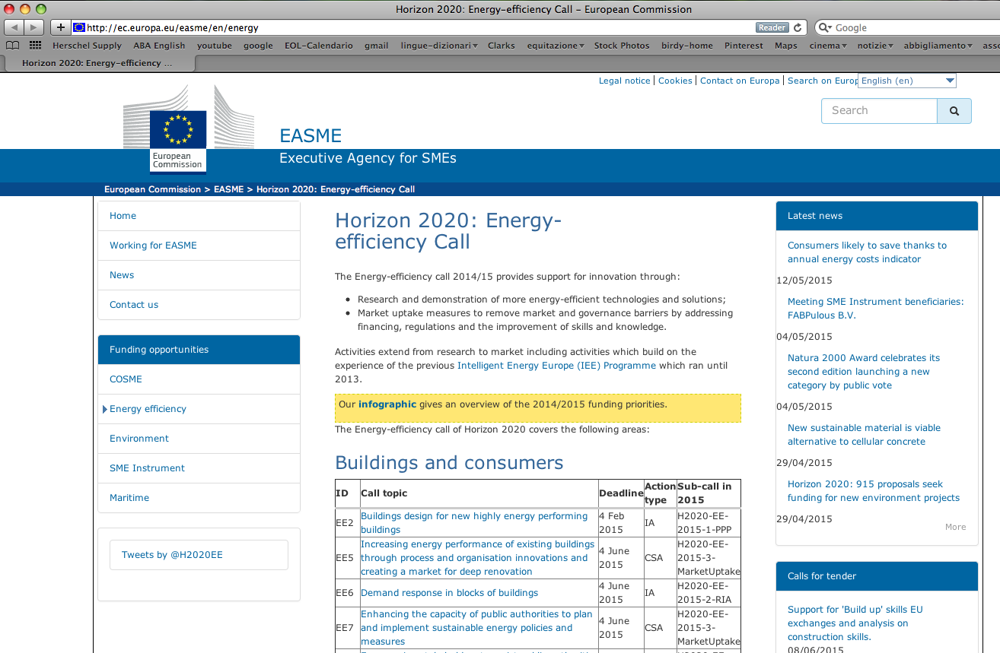 Horizon 2020: Energy-efficiency Call – European Commission
http://ec.europa.eu/easme/en/energy
Reader
Google
Herschel Supply ABA English youtube google EOL-Calendario gmail lingue-dizionari Clarks equitazione Stock Photos birdy-home Pinterest Maps cinema notizie abbigliamento asso
Horizon 2020: Energy-efficiency ...
Legal notice | Cookies | Contact on Europa | Search on Europ
English (en)
Search
EASME
Executive Agency for SMEs
European
Commission
European Commission > EASME > Horizon 2020: Energy-efficiency Call
Home
Working for EASME
News
Contact us
Funding opportunities
COSME
Energy efficiency
Environment
SME Instrument
Maritime
Tweets by @H2020EE
Horizon 2020: Energy-
efficiency Call
The Energy-efficiency call 2014/15 provides support for innovation through:
• Research and demonstration of more energy-efficient technologies and solutions;
• Market uptake measures to remove market and governance barriers by addressing
financing, regulations and the improvement of skills and knowledge.
Activities extend from research to market including activities which build on the
experience of the previous Intelligent Energy Europe (IEE) Programme which ran until
2013.
Our infographic gives an overview of the 2014/2015 funding priorities.
The Energy-efficiency call of Horizon 2020 covers the following areas:
Buildings and consumers
ID Call topic Deadline Action type Sub-call in 2015
EE2 Buildings design for new highly energy performing buildings 4 Feb 2015 IA H2020-EE-2015-1-PPP
EE5 Increasing energy performance of existing buildings through process and organisation innovations and creating a market for deep renovation 4 June 2015 CSA H2020-EE-2015-3-MarketUptake
EE6 Demand response in blocks of buildings 4 June 2015 IA H2020-EE-2015-2-RIA
EE7 Enhancing the capacity of public authorities to plan and implement sustainable energy policies and measures 4 June 2015 CSA H2020-EE-2015-3-MarketUptake
Latest news
Consumers likely to save thanks to
annual energy costs indicator
12/05/2015
Meeting SME Instrument beneficiaries:
FABPulous B.V.
04/05/2015
Natura 2000 Award celebrates its
second edition launching a new
category by public vote
04/05/2015
New sustainable material is viable
alternative to cellular concrete
29/04/2015
Horizon 2020: 915 proposals seek
funding for new environment projects
29/04/2015
More
Calls for tender
Support for 'Build up' skills EU
exchanges and analysis on
construction skills.
08/06/2015